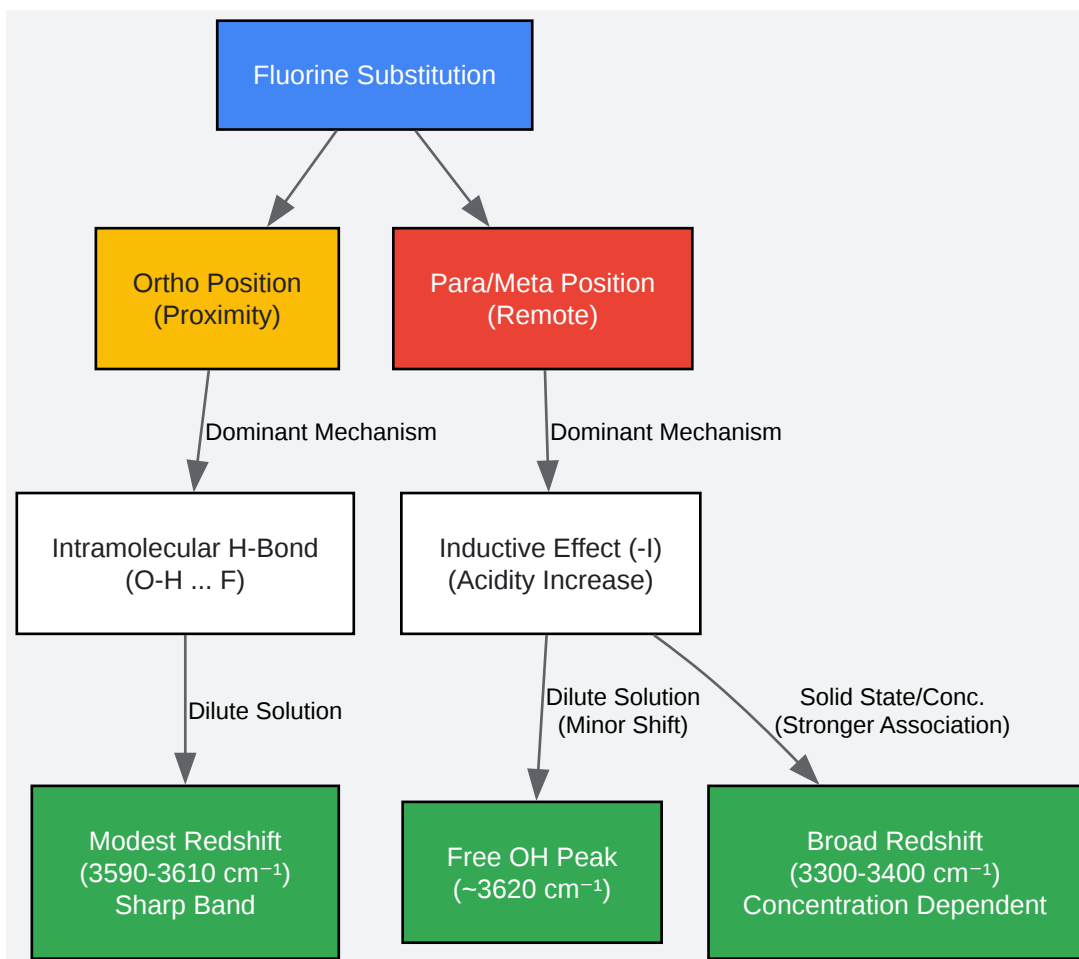 Fluorine Substitution
Ortho Position
(Proximity)
Para/Meta Position
(Remote)
Dominant Mechanism
Dominant Mechanism
Intramolecular H-Bond
(O-H ... F)
Inductive Effect (-I)
(Acidity Increase)
Dilute Solution
Dilute Solution
(Minor Shift)
Solid State/Conc.
(Stronger Association)
Modest Redshift
(3590-3610 cm⁻¹)
Sharp Band
Free OH Peak
(~3620 cm⁻¹)
Broad Redshift
(3300-3400 cm⁻¹)
Concentration Dependent